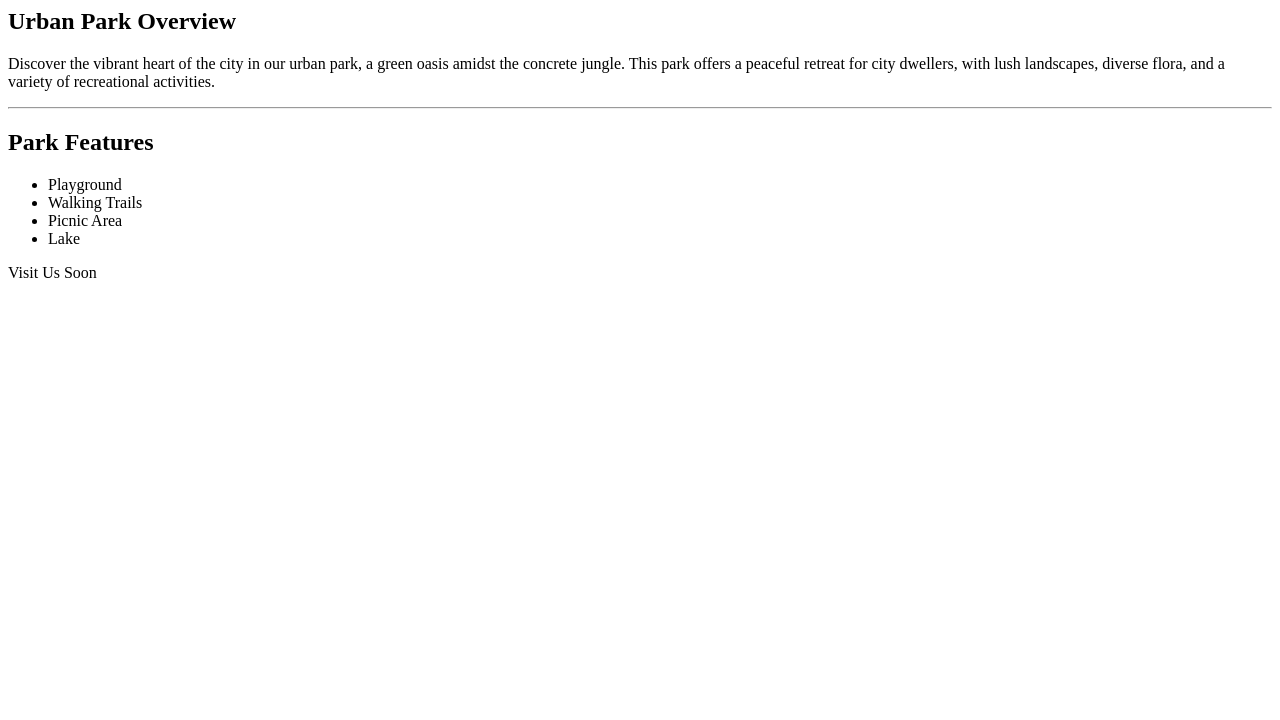 Urban Park Overview
Discover the vibrant heart of the city in our urban park, a green oasis amidst the concrete jungle. This park offers a peaceful retreat for city dwellers, with lush landscapes, diverse flora, and a
variety of recreational activities.
Park Features
Playground
Walking Trails
Picnic Area
Lake
Visit Us Soon